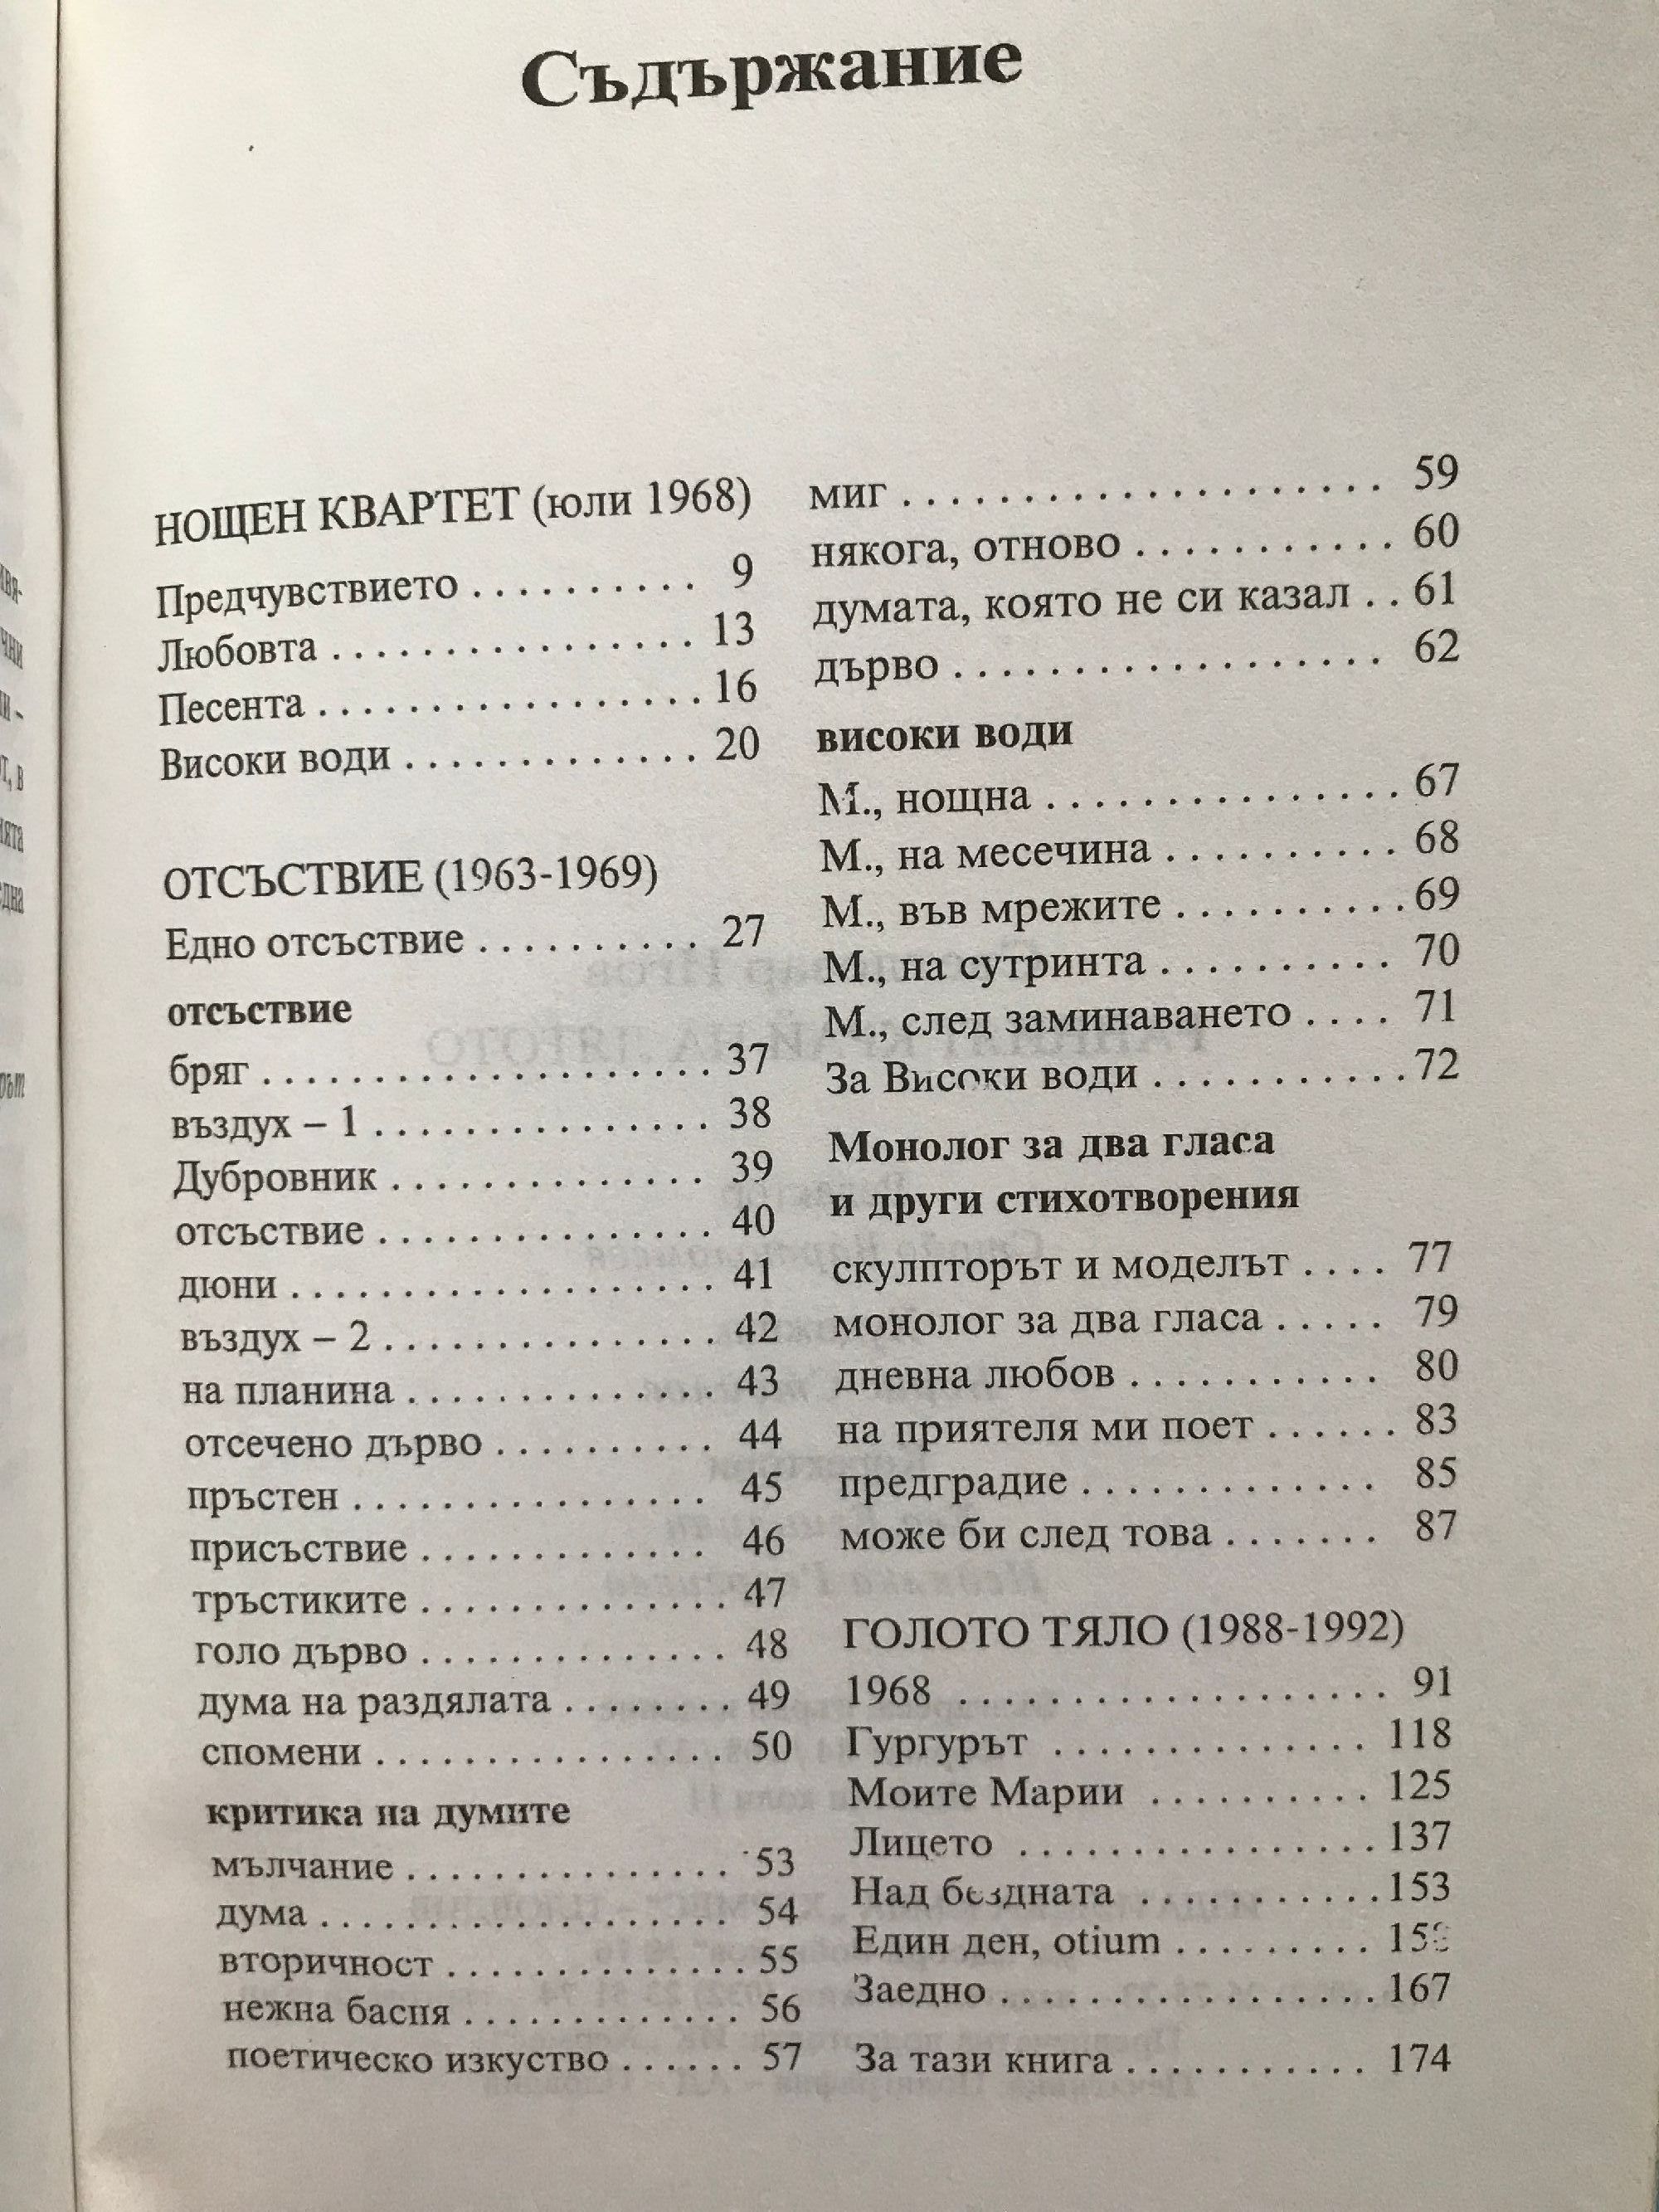 Съдържание
НОЩЕН КВАРТЕТ (юли 1968)
Предчувствието . . . . . . . . . . 9
Любовта . . . . . . . . . . . . . . . . 13
Песента . . . . . . . . . . . . . . . . . 16
Високи води . . . . . . . . . . . . . 20
ОТСЪСТВИЕ (1963-1969)
Едно отсъствие . . . . . . . . . . 27
отсъствие
бряг . . . . . . . . . . . . . . . . . . . . 37
въздух – 1 . . . . . . . . . . . . . . . 38
Дубровник . . . . . . . . . . . . . . 39
отсъствие . . . . . . . . . . . . . . . 40
дюни . . . . . . . . . . . . . . . . . . . 41
въздух – 2 . . . . . . . . . . . . . . . 42
на планина . . . . . . . . . . . . . . 43
отсечено дърво . . . . . . . . . . 44
пръстен . . . . . . . . . . . . . . . . 45
присъствие . . . . . . . . . . . . . 46
тръстиките . . . . . . . . . . . . . . 47
голо дърво . . . . . . . . . . . . . . 48
дума на раздялата . . . . . . . . 49
спомени . . . . . . . . . . . . . . . . 50
критика на думите
мълчание . . . . . . . . . . . . . . . 53
дума . . . . . . . . . . . . . . . . . . . 54
вторичност . . . . . . . . . . . . . . 55
нежна басня . . . . . . . . . . . . . 56
поетическо изкуство . . . . . . 57
миг . . . . . . . . . . . . . . . . . . . . . 59
някога, отново . . . . . . . . . . . 60
думата, която не си казал . . 61
дърво . . . . . . . . . . . . . . . . . . . 62
високи води
М., нощна . . . . . . . . . . . . . . . 67
М., на месечина . . . . . . . . . . 68
М., във мрежите . . . . . . . . . . 69
М., на сутринта . . . . . . . . . . 70
М., след заминаването . . . . 71
За Високи води . . . . . . . . . . . 72
Монолог за два гласа
и други стихотворения
скулпторът и моделът . . . . 77
монолог за два гласа . . . . . 79
дневна любов . . . . . . . . . . . 80
на приятеля ми поет . . . . . . 83
предградие . . . . . . . . . . . . . 85
може би след това . . . . . . . 87
ГОЛОТО ТЯЛО (1988-1992)
1968 . . . . . . . . . . . . . . . . . . . 91
Гургурът . . . . . . . . . . . . . . 118
Моите Марии . . . . . . . . . . 125
Лицето . . . . . . . . . . . . . . . . 137
Над бездната . . . . . . . . . . . 153
Един ден, otium . . . . . . . . .
Заедно . . . . . . . . . . . . . . . . . 167
За тази книга . . . . . . . . . . . 174